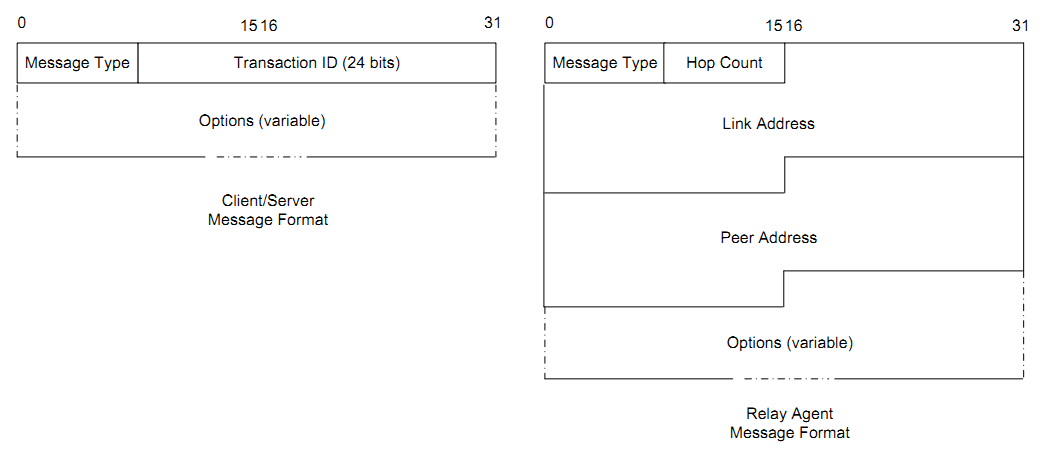 0 15 16 31
Message Type Transaction ID (24 bits)
Options (variable)
Client/Server
Message Format
0 15 16 31
Message Type Hop Count
Link Address
Peer Address
Options (variable)
Relay Agent
Message Format